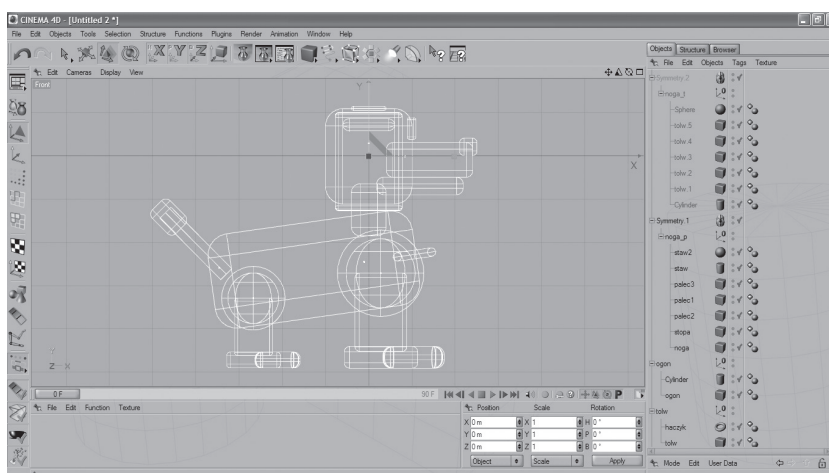 CINEMA 4D - [Untitled 2 *]
File Edit Objects Tools Selection Structure Functions Plugins Render Animation Window Help
Edit Cameras Display View
Front
Y
X
Y
Z X
0 F
90 F
P
File Edit Function Texture
Position Scale Rotation
X 0 m X 1 H 0 °
Y 0 m Y 1 P 0 °
Z 0 m Z 1 B 0 °
Object Scale Apply
Objects Structure Browser
File Edit Objects Tags Texture
Symmetry.2
noga_t
Sphere
tolw.5
tolw.4
tolw.3
tolw.2
tolw.1
Cylinder
Symmetry.1
noga_p
staw2
staw
palec3
palec1
palec2
stopa
noga
ogon
Cylinder
ogon
tolw
haczyk
tolw
Mode Edit User Data